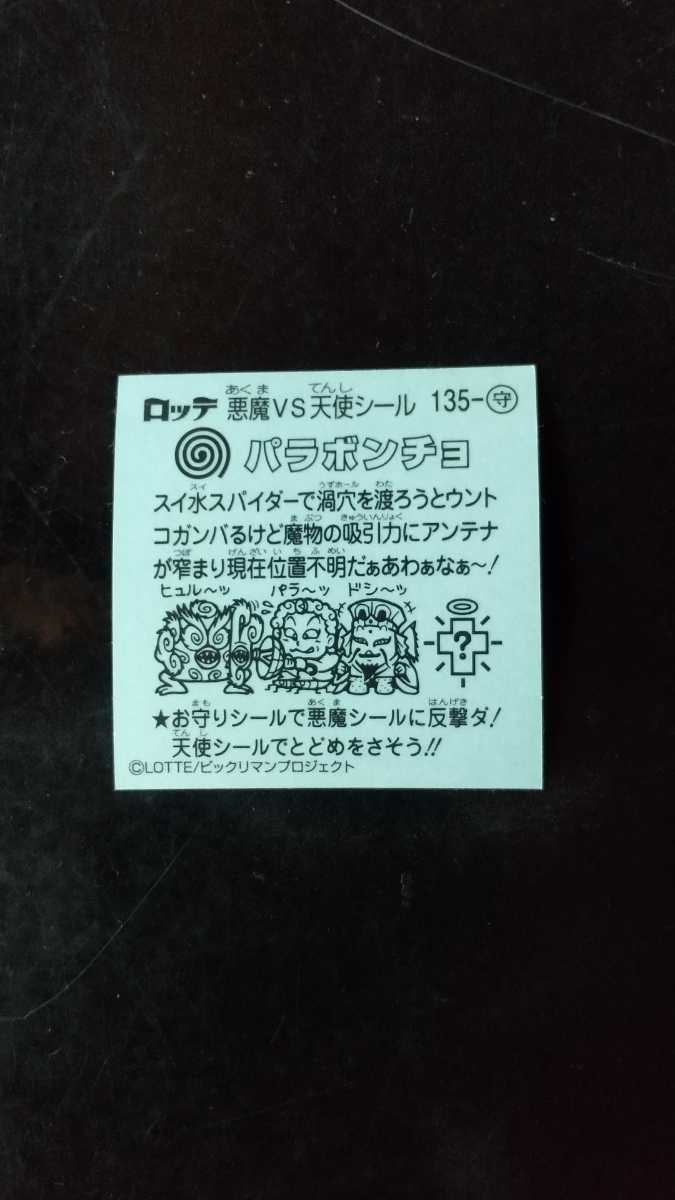 ロッテ 悪魔VS天使シール 135-守
あくま てんし
パラボンチョ
スイ うずホール わた
スイ水スパイダーで渦穴を渡ろうとウント
まぶつ きゅういんりょく
コガンバるけど魔物の吸引力にアンテナ
つぼ げんざいいちふめい
が窄まり現在位置不明だぁあわぁなぁ〜!
ヒュル〜ッ パラ〜ッ ドシ〜ッ
?
まも あくま はんげき
★お守りシールで悪魔シールに反撃ダ!
てんし
天使シールでとどめをさそう!!
©LOTTE/ビックリマンプロジェクト